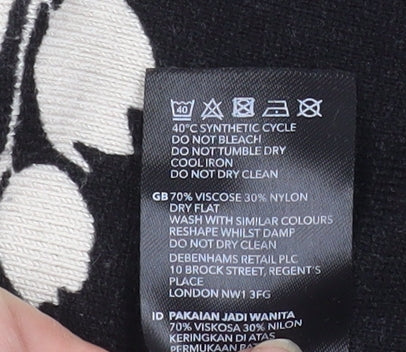 40
40°C SYNTHETIC CYCLE
DO NOT BLEACH
DO NOT TUMBLE DRY
COOL IRON
DO NOT DRY CLEAN
GB 70% VISCOSE 30% NYLON
DRY FLAT
WASH WITH SIMILAR COLOURS
RESHAPE WHILST DAMP
DO NOT DRY CLEAN
DEBENHAMS RETAIL PLC
10 BROCK STREET, REGENT'S
PLACE
LONDON NW1 3FG
ID PAKAIAN JADI WANITA
70% VISKOSA 30% NILON
KERINGKAN DI ATAS
PERMUKAAN